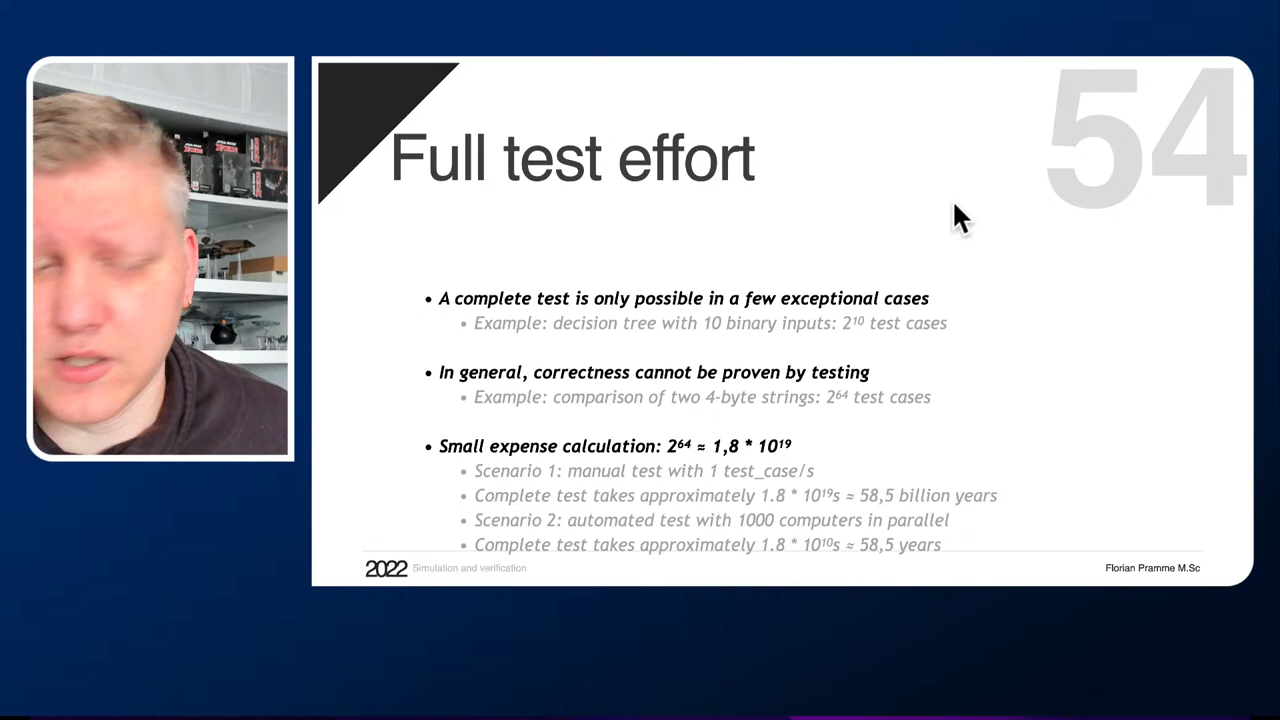 54
Full test effort
• A complete test is only possible in a few exceptional cases
• Example: decision tree with 10 binary inputs: 2¹⁰ test cases
• In general, correctness cannot be proven by testing
• Example: comparison of two 4-byte strings: 2⁶⁴ test cases
• Small expense calculation: 2⁶⁴ ≈ 1,8 * 10¹⁹
• Scenario 1: manual test with 1 test_case/s
• Complete test takes approximately 1.8 * 10¹⁹s ≈ 58,5 billion years
• Scenario 2: automated test with 1000 computers in parallel
• Complete test takes approximately 1.8 * 10¹⁰s ≈ 58,5 years
2022 Simulation and verification
Florian Pramme M.Sc